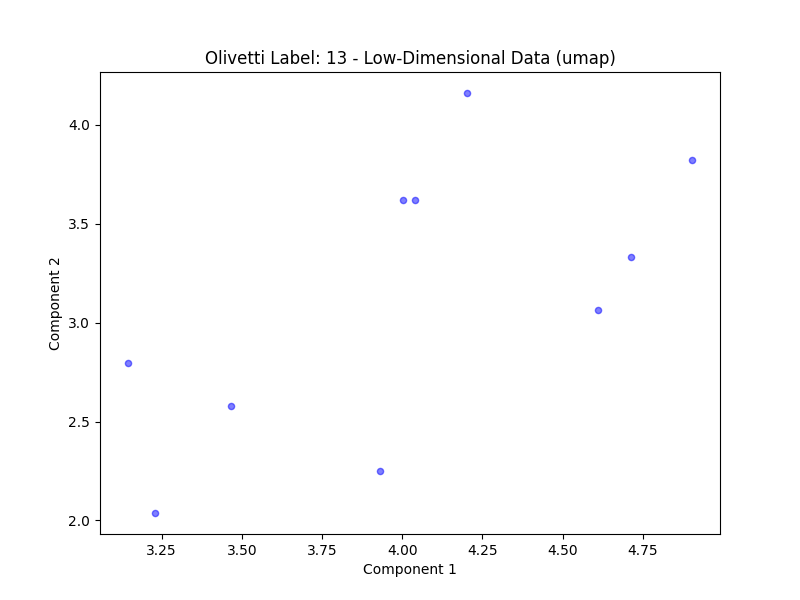 Olivetti Label: 13 - Low-Dimensional Data (umap)
Component 2
4.0
3.5
3.0
2.5
2.0
3.25 3.50 3.75 4.00 4.25 4.50 4.75
Component 1